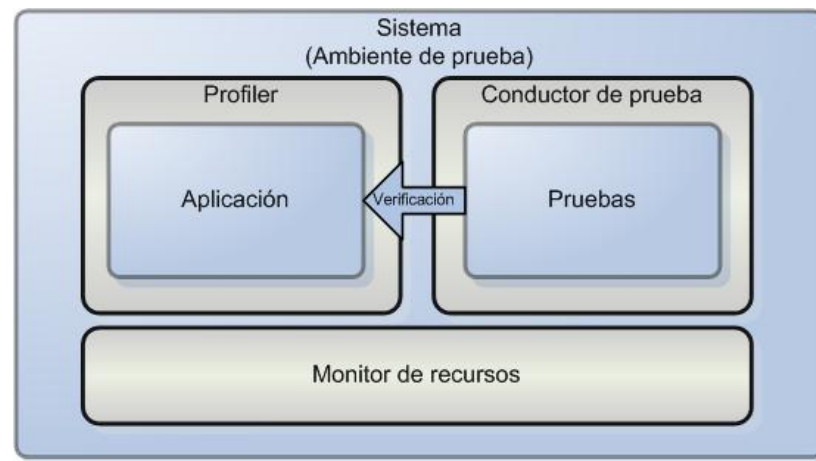 Sistema
(Ambiente de prueba)
Profiler
Conductor de prueba
Aplicación
Verificación
Pruebas
Monitor de recursos